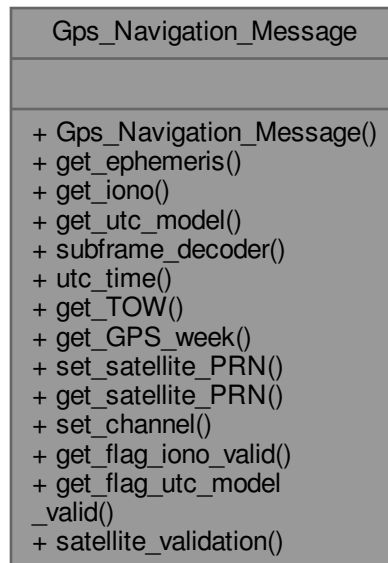 Gps_Navigation_Message
+ Gps_Navigation_Message()
+ get_ephemeris()
+ get_iono()
+ get_utc_model()
+ subframe_decoder()
+ utc_time()
+ get_TOW()
+ get_GPS_week()
+ set_satellite_PRN()
+ get_satellite_PRN()
+ set_channel()
+ get_flag_iono_valid()
+ get_flag_utc_model
_valid()
+ satellite_validation()